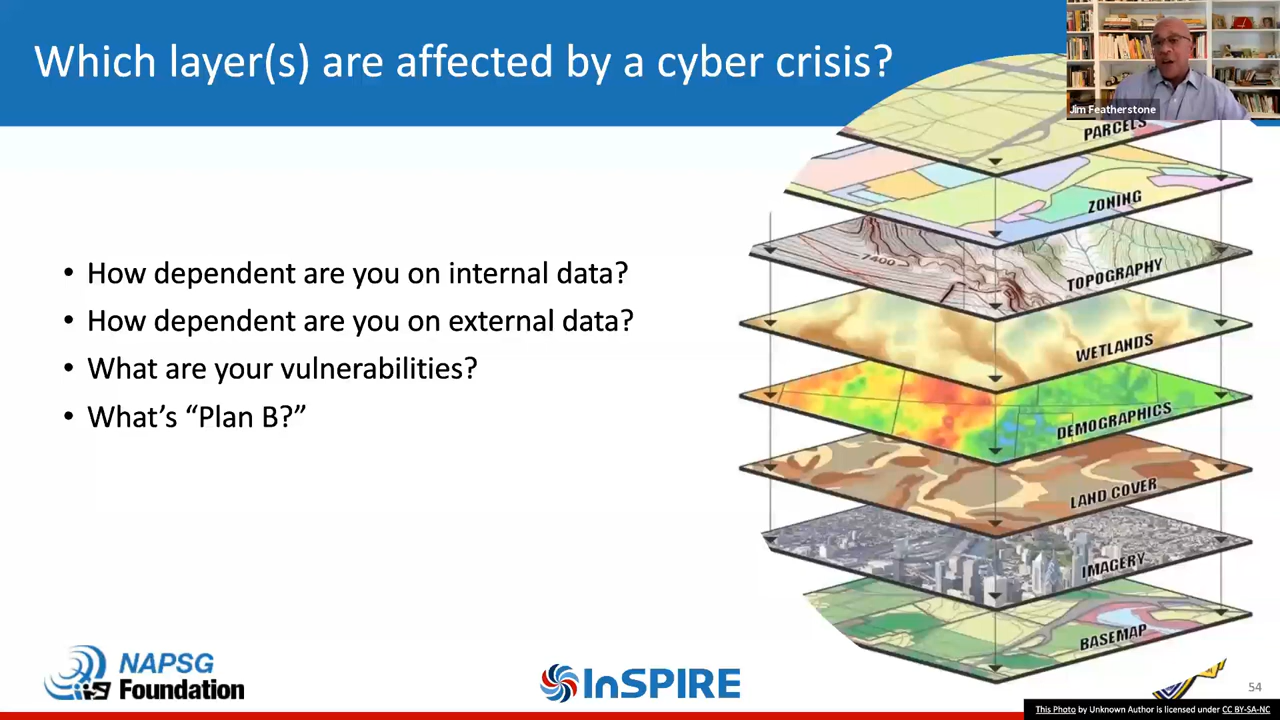 Which layer(s) are affected by a cyber crisis?
Jim Featherstone
• How dependent are you on internal data?
• How dependent are you on external data?
• What are your vulnerabilities?
• What's “Plan B?”
PARCELS
ZONING
7400
TOPOGRAPHY
WETLANDS
DEMOGRAPHICS
LAND COVER
IMAGERY
BASEMAP
NAPSG
Foundation
InSPIRE
54
This Photo by Unknown Author is licensed under CC BY-SA-NC